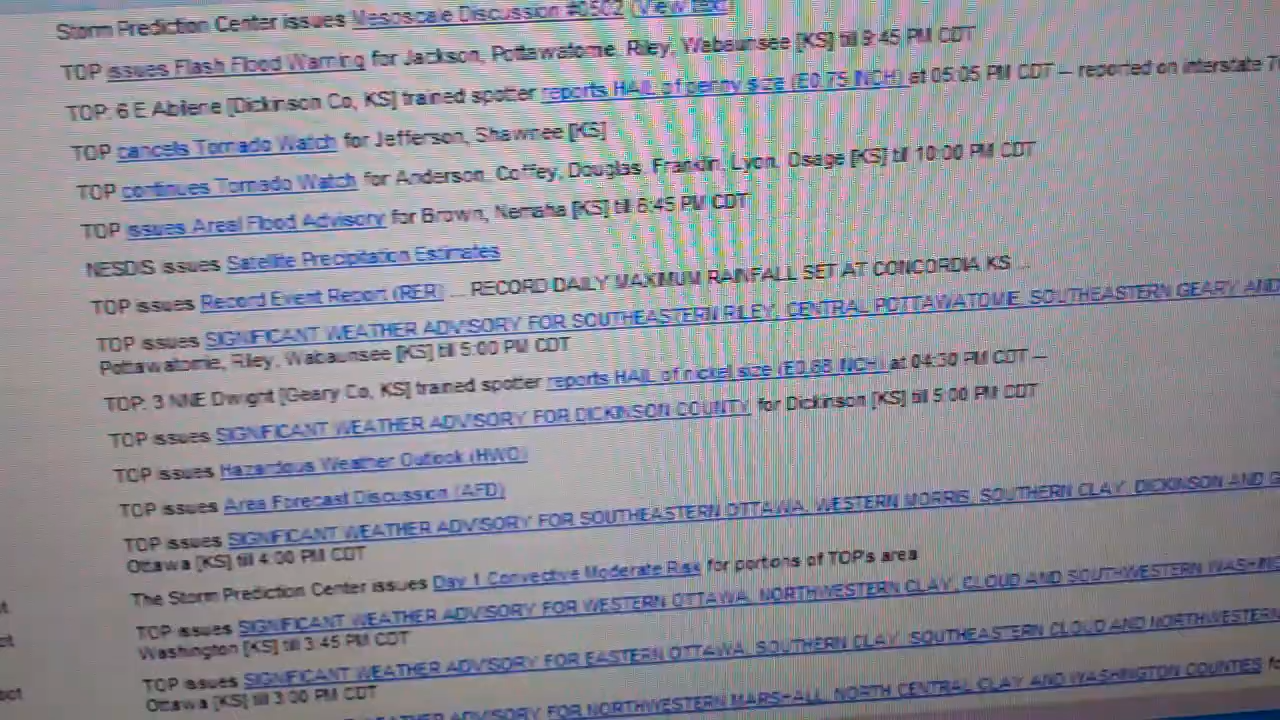 Storm Prediction Center issues Mesoscale Discussion #0502 (View text)
TOP issues Flash Flood Warning for Jackson, Pottawatomie, Riley, Wabaunsee [KS] till 9:45 PM CDT
TOP: 6 E Abilene [Dickinson Co, KS] trained spotter reports HAIL of penny size (E0.75 INCH) at 05:05 PM CDT -- reported on interstate
TOP cancels Tornado Watch for Jefferson, Shawnee [KS]
TOP continues Tornado Watch for Anderson, Coffey, Douglas, Franklin, Lyon, Osage [KS] till 10:00 PM CDT
TOP issues Areal Flood Advisory for Brown, Nemaha [KS] till 6:45 PM CDT
NESDIS issues Satellite Precipitation Estimates
TOP issues Record Event Report (RER) ... RECORD DAILY MAXIMUM RAINFALL SET AT CONCORDIA KS ...
TOP issues SIGNIFICANT WEATHER ADVISORY FOR SOUTHEASTERN RILEY, CENTRAL POTTAWATOMIE, SOUTHEASTERN GEARY AND
Pottawatomie, Riley, Wabaunsee [KS] till 5:00 PM CDT
TOP: 3 NNE Dwight [Geary Co, KS] trained spotter reports HAIL of nickel size (E0.88 INCH) at 04:30 PM CDT --
TOP issues SIGNIFICANT WEATHER ADVISORY FOR DICKINSON COUNTY for Dickinson [KS] till 5:00 PM CDT
TOP issues Hazardous Weather Outlook (HWO)
TOP issues Area Forecast Discussion (AFD)
TOP issues SIGNIFICANT WEATHER ADVISORY FOR SOUTHEASTERN OTTAWA, WESTERN MORRIS, SOUTHERN CLAY, DICKINSON AND
Ottawa [KS] till 4:00 PM CDT
The Storm Prediction Center issues Day 1 Convective Moderate Risk for portions of TOP's area
TOP issues SIGNIFICANT WEATHER ADVISORY FOR WESTERN OTTAWA, NORTHWESTERN CLAY, CLOUD AND SOUTHWESTERN
Washington [KS] till 3:45 PM CDT
TOP issues SIGNIFICANT WEATHER ADVISORY FOR EASTERN OTTAWA, SOUTHERN CLAY, SOUTHEASTERN CLOUD AND NORTHWESTERN
Ottawa [KS] till 3:00 PM CDT
FOR NORTHWESTERN MARSHALL, NORTH CENTRAL CLAY AND WASHINGTON COUNTIES